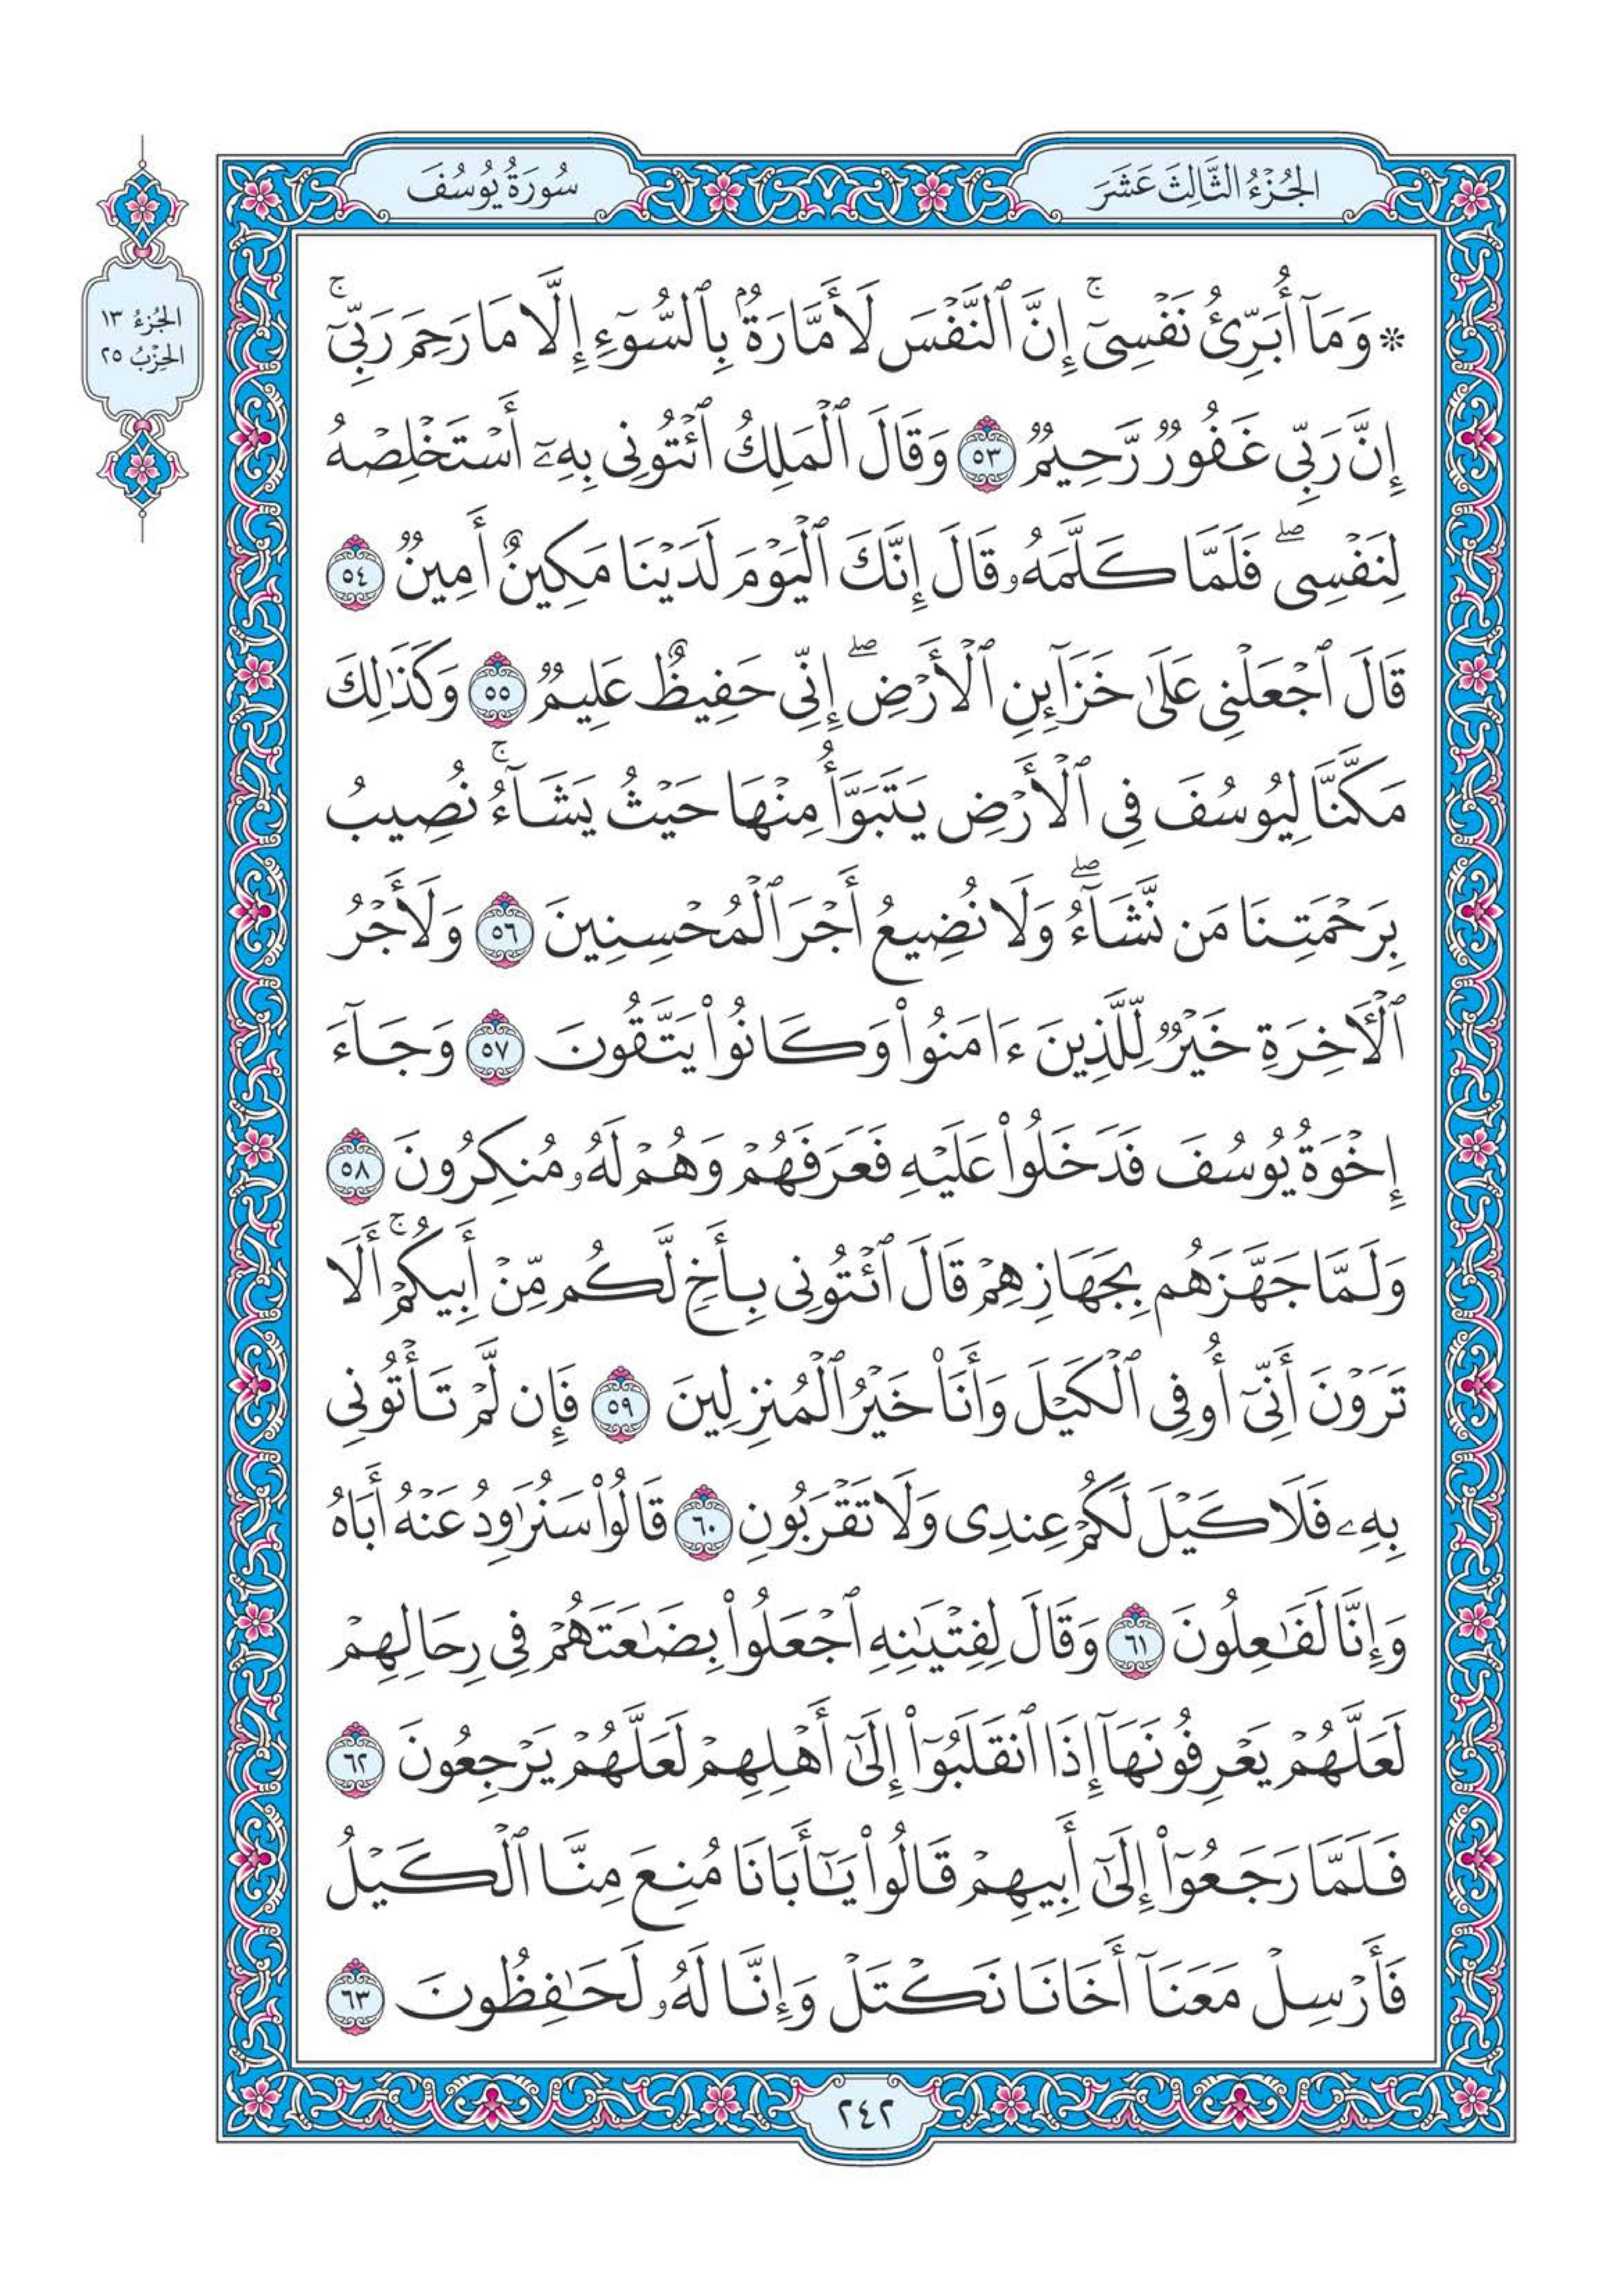 الجُزْءُ الثَّالِثَ عَشَرَ
سُورَةُ يُوسُفَ
الجُزْءُ ١٣
الحِزْبُ ٢٥
۞ وَمَآ أُبَرِّئُ نَفْسِىٓ ۚ إِنَّ ٱلنَّفْسَ لَأَمَّارَةٌۢ بِٱلسُّوٓءِ إِلَّا مَا رَحِمَ رَبِّىٓ ۚ
إِنَّ رَبِّى غَفُورٌ رَّحِيمٌ ٥٣ وَقَالَ ٱلْمَلِكُ ٱئْتُونِى بِهِۦٓ أَسْتَخْلِصْهُ
لِنَفْسِى ۖ فَلَمَّا كَلَّمَهُۥ قَالَ إِنَّكَ ٱلْيَوْمَ لَدَيْنَا مَكِينٌ أَمِينٌ ٥٤
قَالَ ٱجْعَلْنِى عَلَىٰ خَزَآئِنِ ٱلْأَرْضِ ۖ إِنِّى حَفِيظٌ عَلِيمٌ ٥٥ وَكَذَٰلِكَ
مَكَّنَّا لِيُوسُفَ فِى ٱلْأَرْضِ يَتَبَوَّأُ مِنْهَا حَيْثُ يَشَآءُ ۚ نُصِيبُ
بِرَحْمَتِنَا مَن نَّشَآءُ ۖ وَلَا نُضِيعُ أَجْرَ ٱلْمُحْسِنِينَ ٥٦ وَلَأَجْرُ
ٱلْـَٔاخِرَةِ خَيْرٌ لِّلَّذِينَ ءَامَنُوا۟ وَكَانُوا۟ يَتَّقُونَ ٥٧ وَجَآءَ
إِخْوَةُ يُوسُفَ فَدَخَلُوا۟ عَلَيْهِ فَعَرَفَهُمْ وَهُمْ لَهُۥ مُنكِرُونَ ٥٨
وَلَمَّا جَهَّزَهُم بِجَهَازِهِمْ قَالَ ٱئْتُونِى بِأَخٍ لَّكُم مِّنْ أَبِيكُمْ ۚ أَلَا
تَرَوْنَ أَنِّىٓ أُوفِى ٱلْكَيْلَ وَأَنَا۠ خَيْرُ ٱلْمُنزِلِينَ ٥٩ فَإِن لَّمْ تَأْتُونِى
بِهِۦ فَلَا كَيْلَ لَكُمْ عِندِى وَلَا تَقْرَبُونِ ٦٠ قَالُوا۟ سَنُرَٰوِدُ عَنْهُ أَبَاهُ
وَإِنَّا لَفَـٰعِلُونَ ٦١ وَقَالَ لِفِتْيَـٰنِهِ ٱجْعَلُوا۟ بِضَـٰعَتَهُمْ فِى رِحَالِهِمْ
لَعَلَّهُمْ يَعْرِفُونَهَآ إِذَا ٱنقَلَبُوٓا۟ إِلَىٰٓ أَهْلِهِمْ لَعَلَّهُمْ يَرْجِعُونَ ٦٢
فَلَمَّا رَجَعُوٓا۟ إِلَىٰٓ أَبِيهِمْ قَالُوا۟ يَـٰٓأَبَانَا مُنِعَ مِنَّا ٱلْكَيْلُ
فَأَرْسِلْ مَعَنَآ أَخَانَا نَكْتَلْ وَإِنَّا لَهُۥ لَحَـٰفِظُونَ ٦٣
٢٤٢